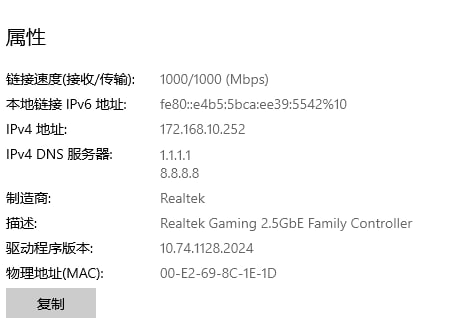 属性
链接速度(接收/传输): 1000/1000 (Mbps)
本地链接 IPv6 地址: fe80::e4b5:5bca:ee39:5542%10
IPv4 地址: 172.168.10.252
IPv4 DNS 服务器: 1.1.1.1
8.8.8.8
制造商: Realtek
描述: Realtek Gaming 2.5GbE Family Controller
驱动程序版本: 10.74.1128.2024
物理地址(MAC): 00-E2-69-8C-1E-1D
复制